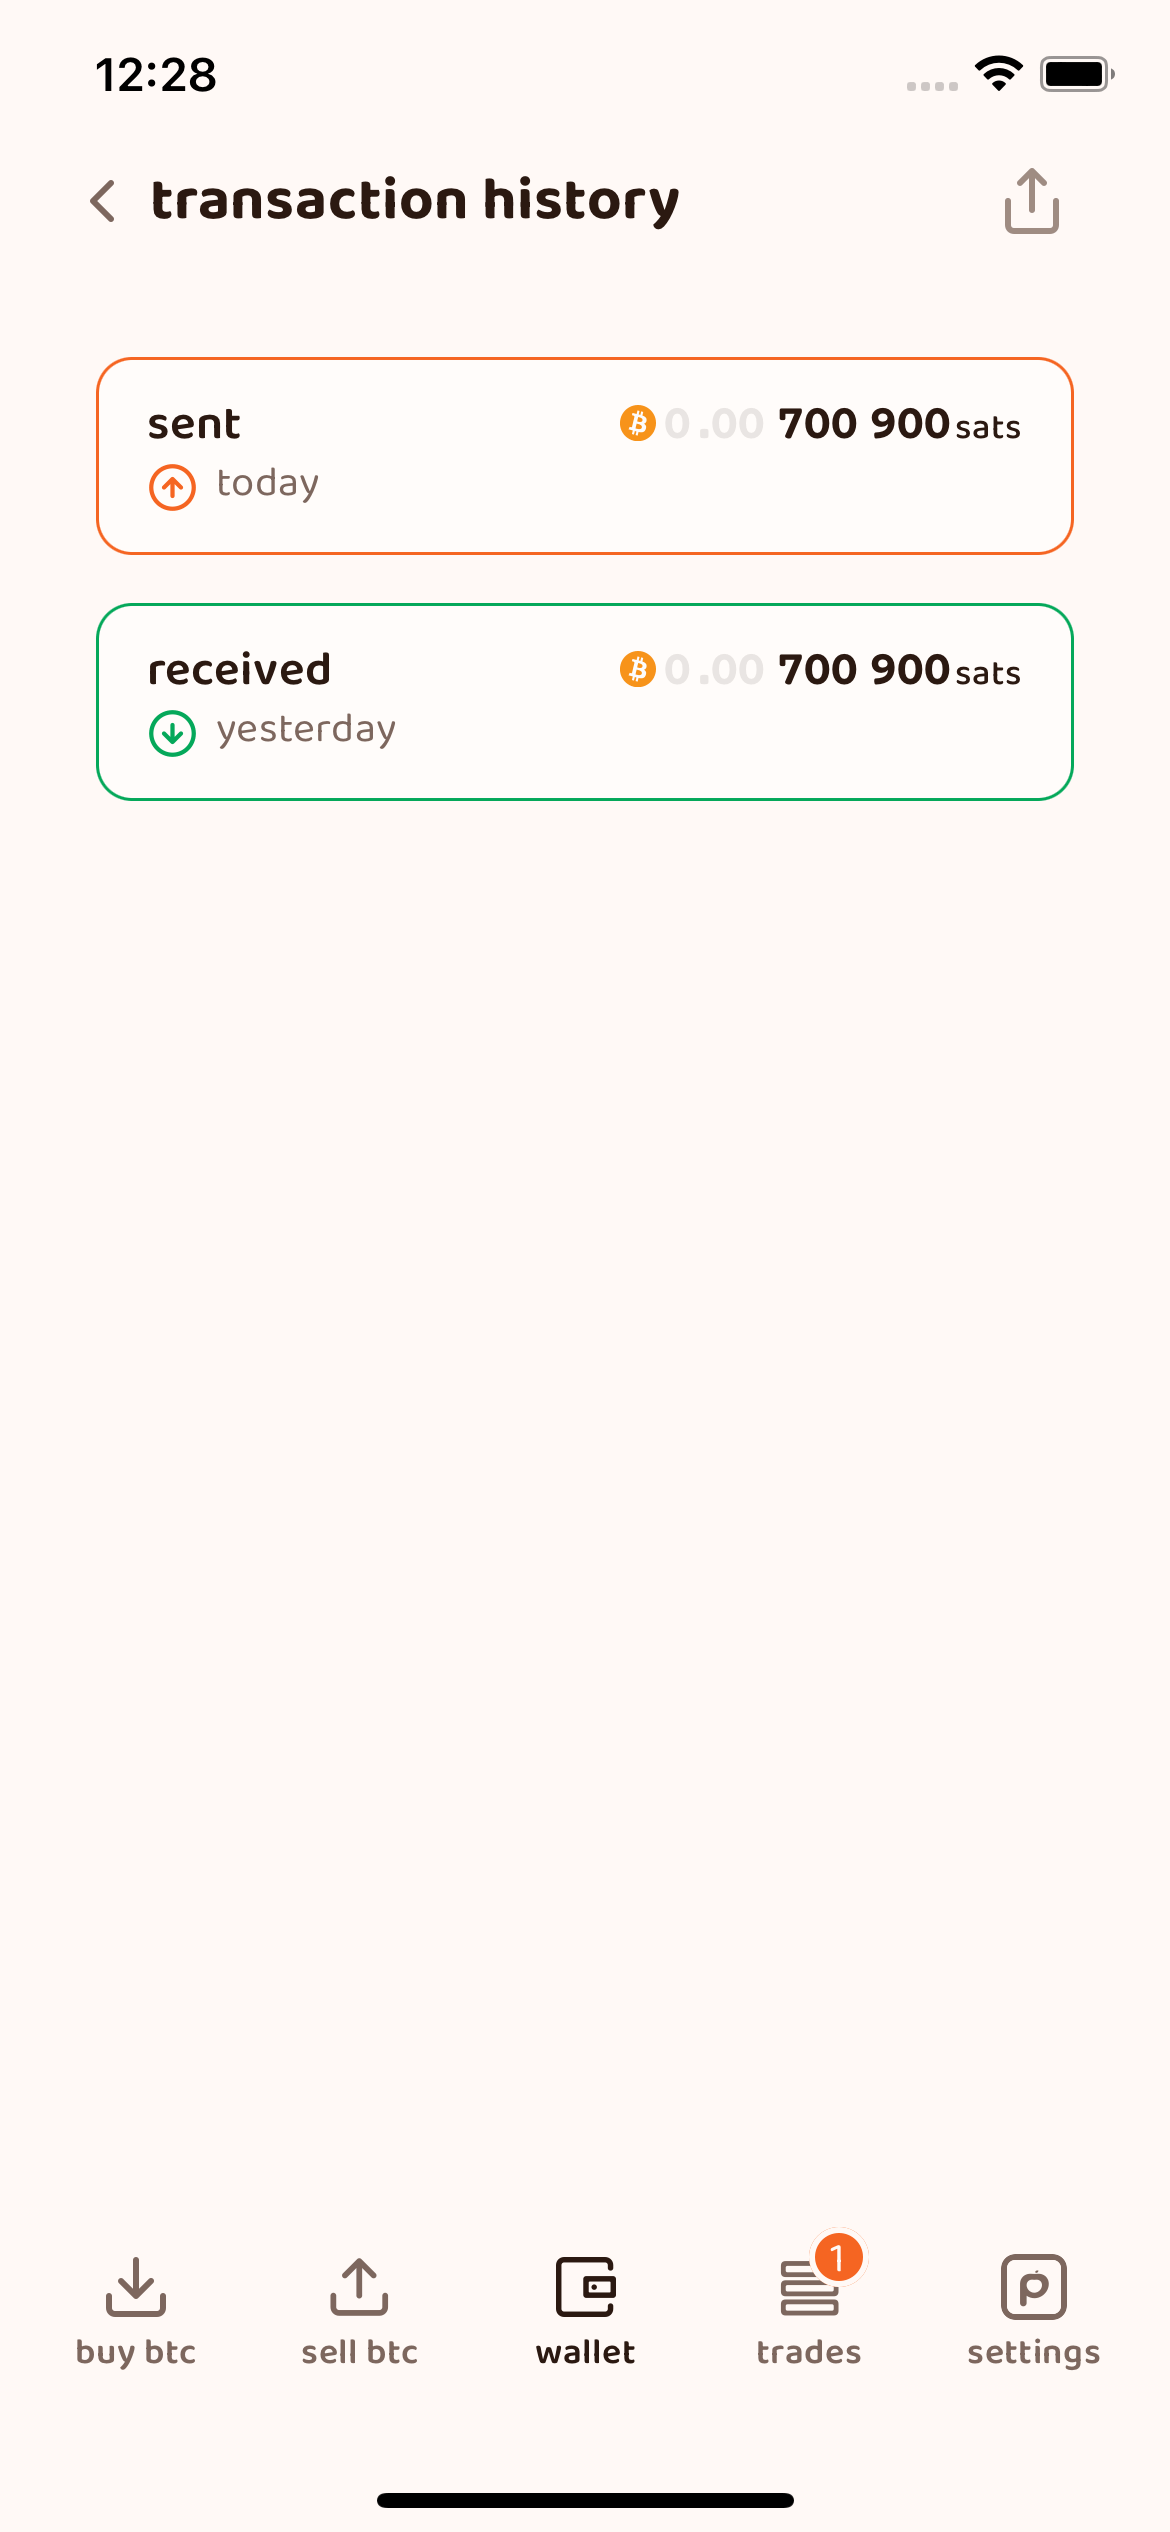 12:28
transaction history
sent
0.00 700 900 sats
today
received
0.00 700 900 sats
yesterday
1
buy btc
sell btc
wallet
trades
settings